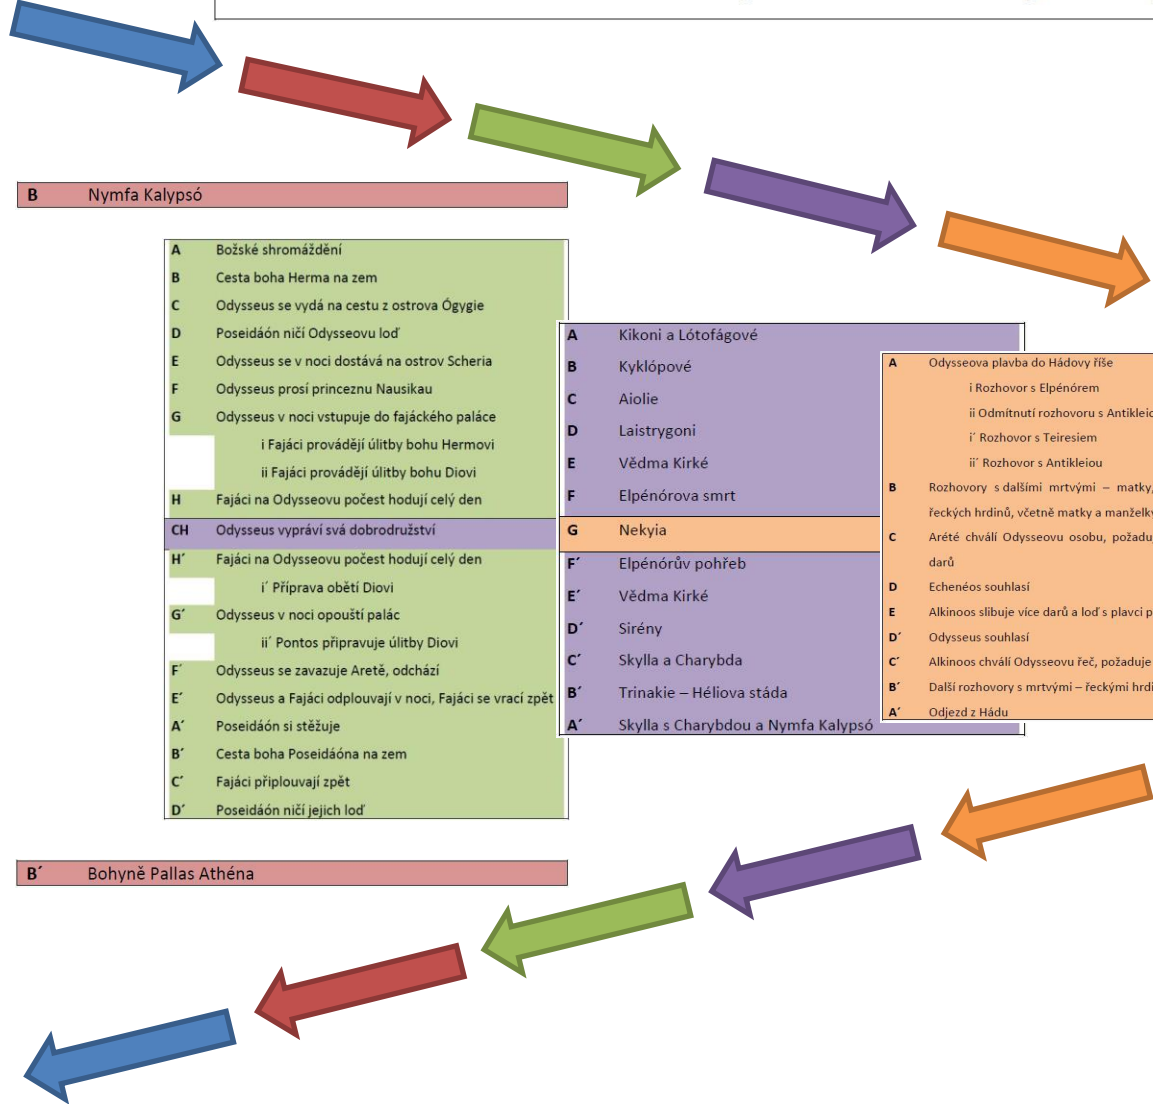 B Nymfa Kalypsó
A Božské shromáždění
B Cesta boha Herma na zem
C Odysseus se vydá na cestu z ostrova Ógygie
D Poseidáón ničí Odysseovu loď
E Odysseus se v noci dostává na ostrov Scheria
F Odysseus prosí princeznu Nausikau
G Odysseus v noci vstupuje do fajáckého paláce
i Fajáci provádějí úlitby bohu Hermovi
ii Fajáci provádějí úlitby bohu Diovi
H Fajáci na Odysseovu počest hodují celý den
CH Odysseus vypráví svá dobrodružství
H´ Fajáci na Odysseovu počest hodují celý den
i´ Příprava obětí Diovi
G´ Odysseus v noci opouští palác
ii´ Pontos připravuje úlitby Diovi
F´ Odysseus se zavazuje Aretě, odchází
E´ Odysseus a Fajáci odplouvají v noci, Fajáci se vrací zpět
A´ Poseidáón si stěžuje
B´ Cesta boha Poseidáóna na zem
C´ Fajáci připlouvají zpět
D´ Poseidáón ničí jejich loď
A Kikoni a Lótofágové
B Kyklópové
C Aiolie
D Laistrygoni
E Vědma Kirké
F Elpénórova smrt
G Nekyia
F´ Elpénórův pohřeb
E´ Vědma Kirké
D´ Sirény
C´ Skylla a Charybda
B´ Trinakie – Héliova stáda
A´ Skylla s Charybdou a Nymfa Kalypsó
A Odysseova plavba do Hádovy říše
i Rozhovor s Elpénórem
ii Odmítnutí rozhovoru s
i´ Rozhovor s Teiresiem
ii´ Rozhovor s Antikleiou
B Rozhovory s dalšími mrtvými – matky,
řeckých hrdinů, včetně matky a manželky
C Arété chválí Odysseovu osobu,
darů
D Echenéos souhlasí
E Alkinoos slibuje více darů a loď s plavci
D´ Odysseus souhlasí
C´ Alkinoos chválí Odysseovu řeč, požaduje
B´ Další rozhovory s mrtvými – řeckými
A´ Odjezd z Hádu
B´ Bohyně Pallas Athéna